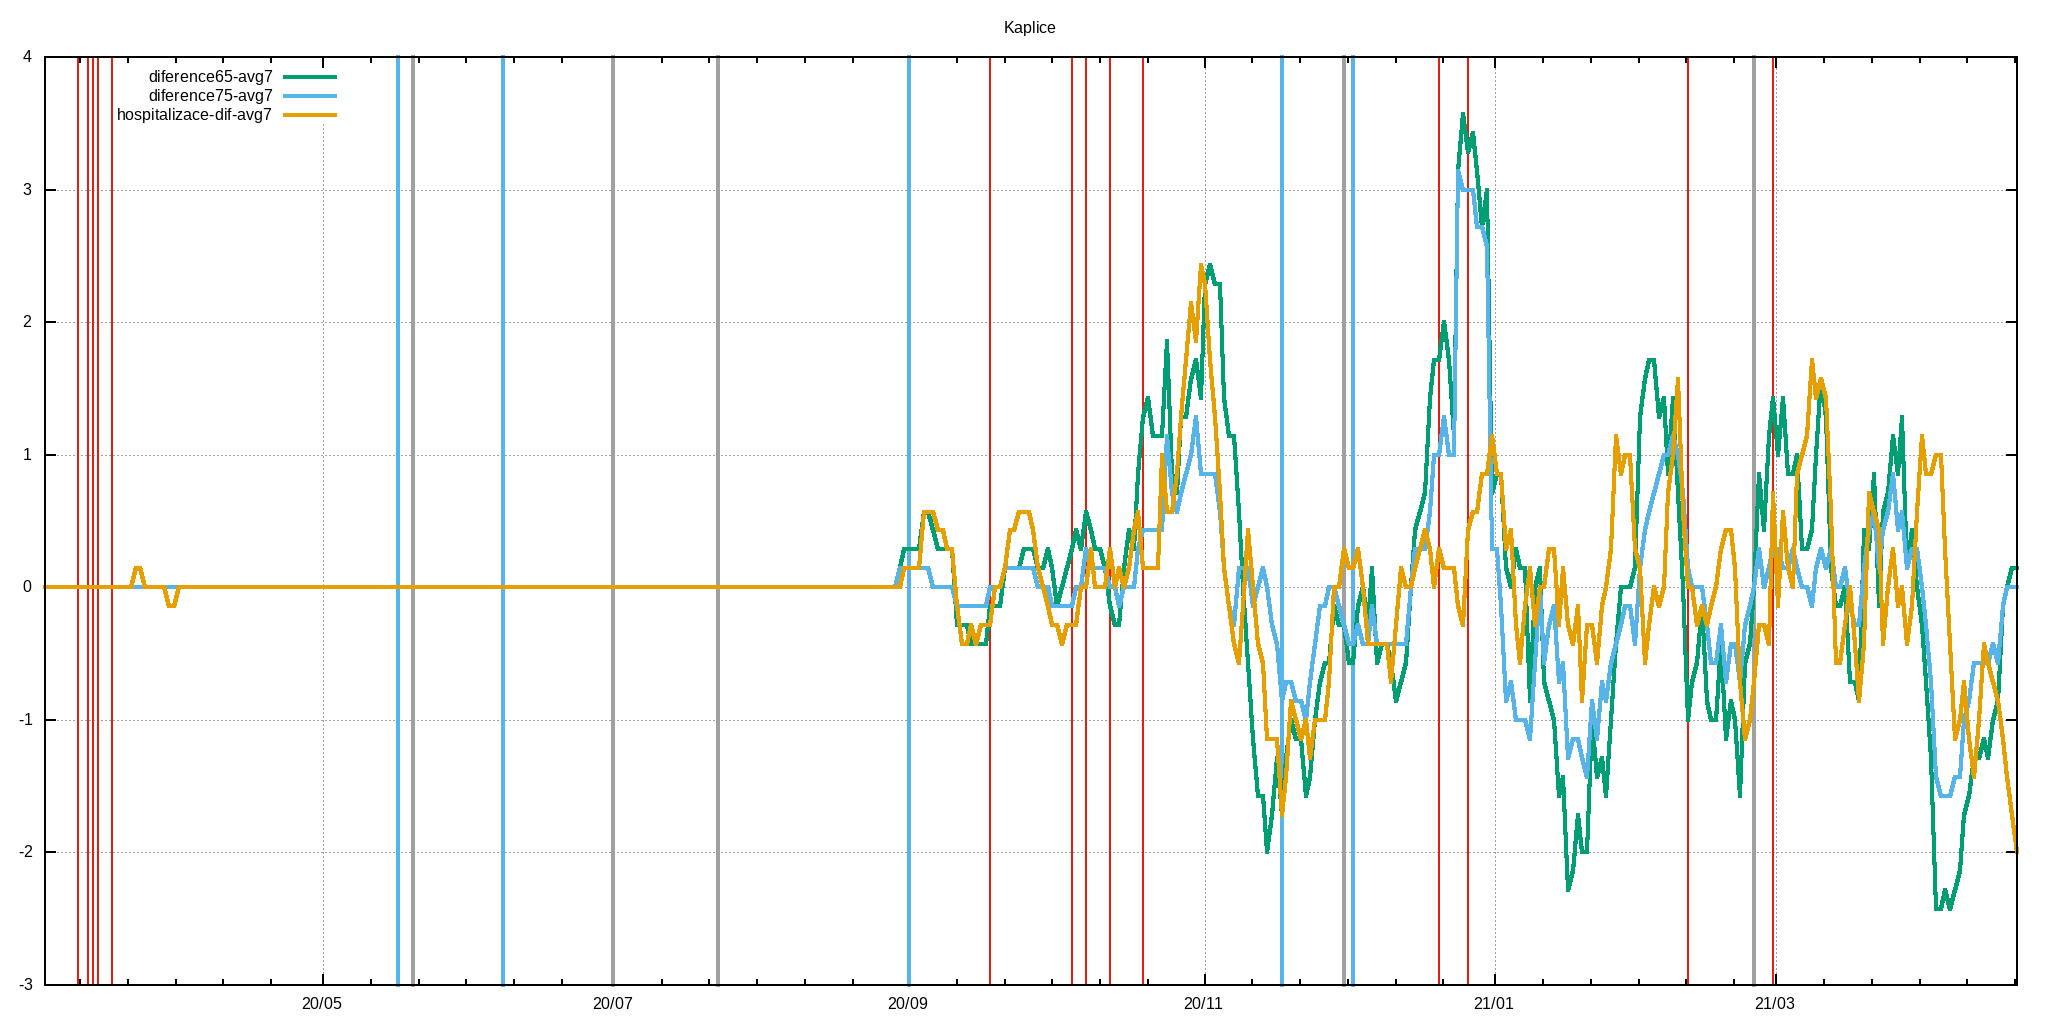 Kaplice
4
diference65-avg7
diference75-avg7
hospitalizace-dif-avg7
3
2
1
0
-1
-2
-3
20/05 20/07 20/09 20/11 21/01 21/03